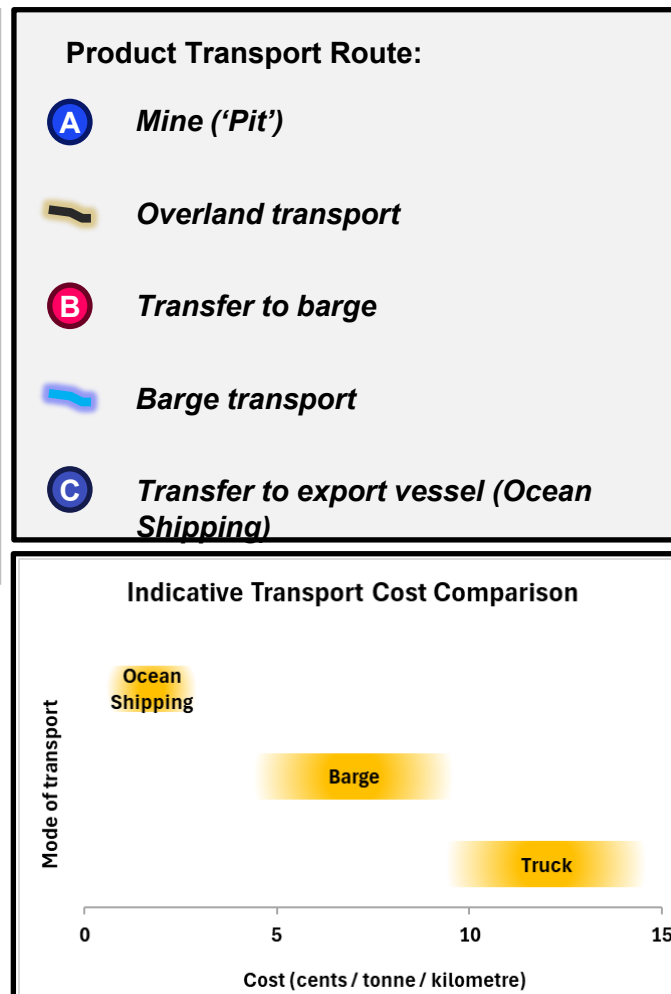 Product Transport Route:
A
Mine (‘Pit’)
Overland transport
B
Transfer to barge
Barge transport
C
Transfer to export vessel (Ocean
Shipping)
Indicative Transport Cost Comparison
Mode of transport
Ocean
Shipping
Barge
Truck
0 5 10 15
Cost (cents / tonne / kilometre)